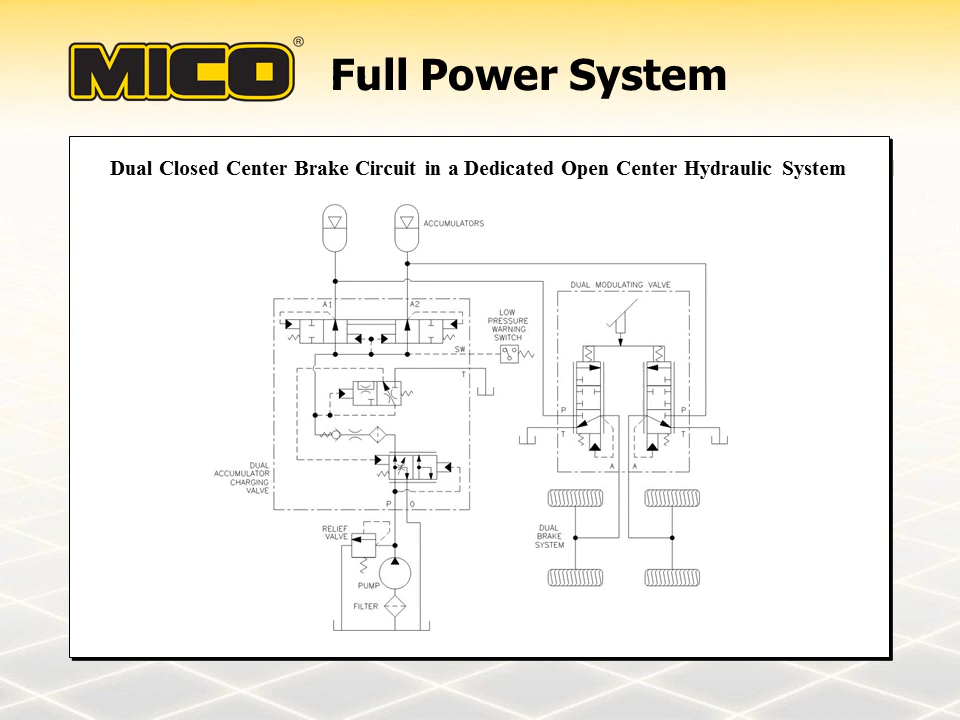 MICO®
Full Power System
Dual Closed Center Brake Circuit in a Dedicated Open Center Hydraulic System
ACCUMULATORS
DUAL MODULATING VALVE
A1
A2
LOW
PRESSURE
WARNING
SWITCH
SW
T
P
P
T
T
DUAL
ACCUMULATOR
CHARGING
VALVE
A
A
P
O
RELIEF
VALVE
DUAL
BRAKE
SYSTEM
PUMP
FILTER